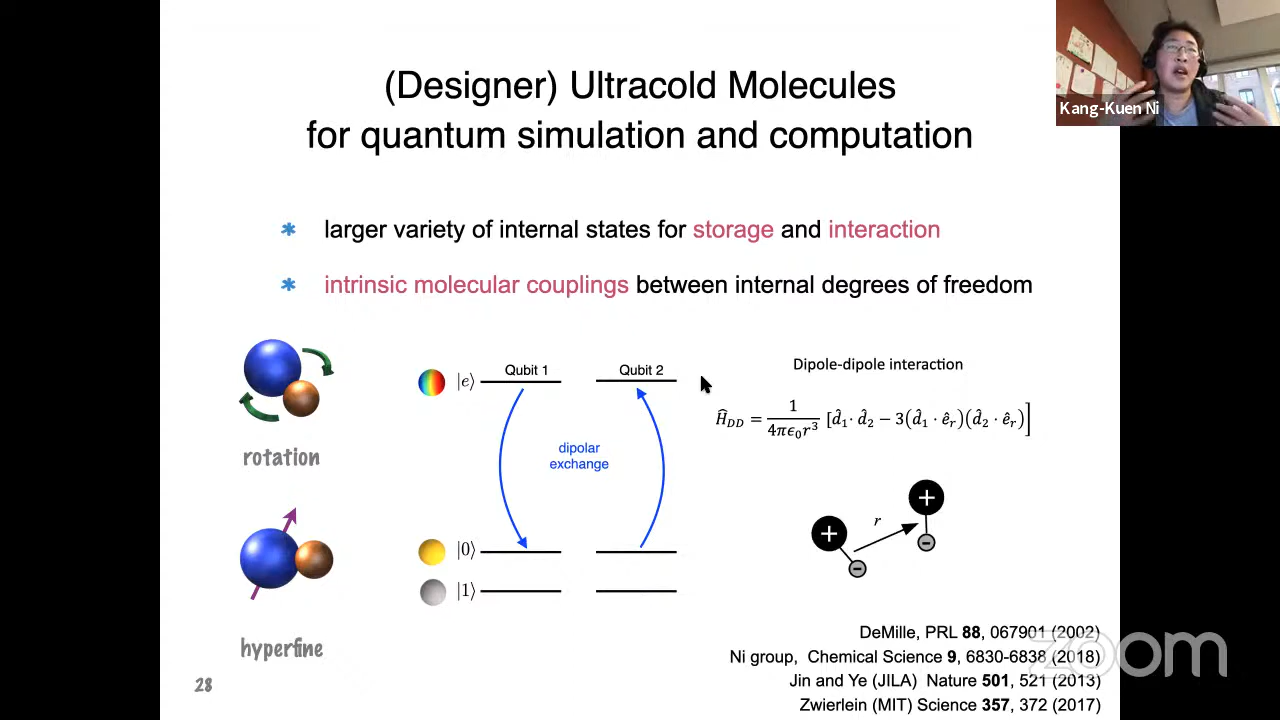 (Designer) Ultracold Molecules
for quantum simulation and computation
Kang-Kuen Ni
* larger variety of internal states for storage and interaction
* intrinsic molecular couplings between internal degrees of freedom
rotation
hyperfine
Qubit 1
Qubit 2
|e⟩
dipolar
exchange
|0⟩
|1⟩
Dipole-dipole interaction
Ĥ_DD = 1/(4πϵ₀r³) [d̂₁· d̂₂ − 3(d̂₁ · ê_r)(d̂₂ · ê_r)]
+
+
r
-
-
DeMille, PRL 88, 067901 (2002)
Ni group, Chemical Science 9, 6830-6838 (2018)
Jin and Ye (JILA) Nature 501, 521 (2013)
Zwierlein (MIT) Science 357, 372 (2017)
zoom
28